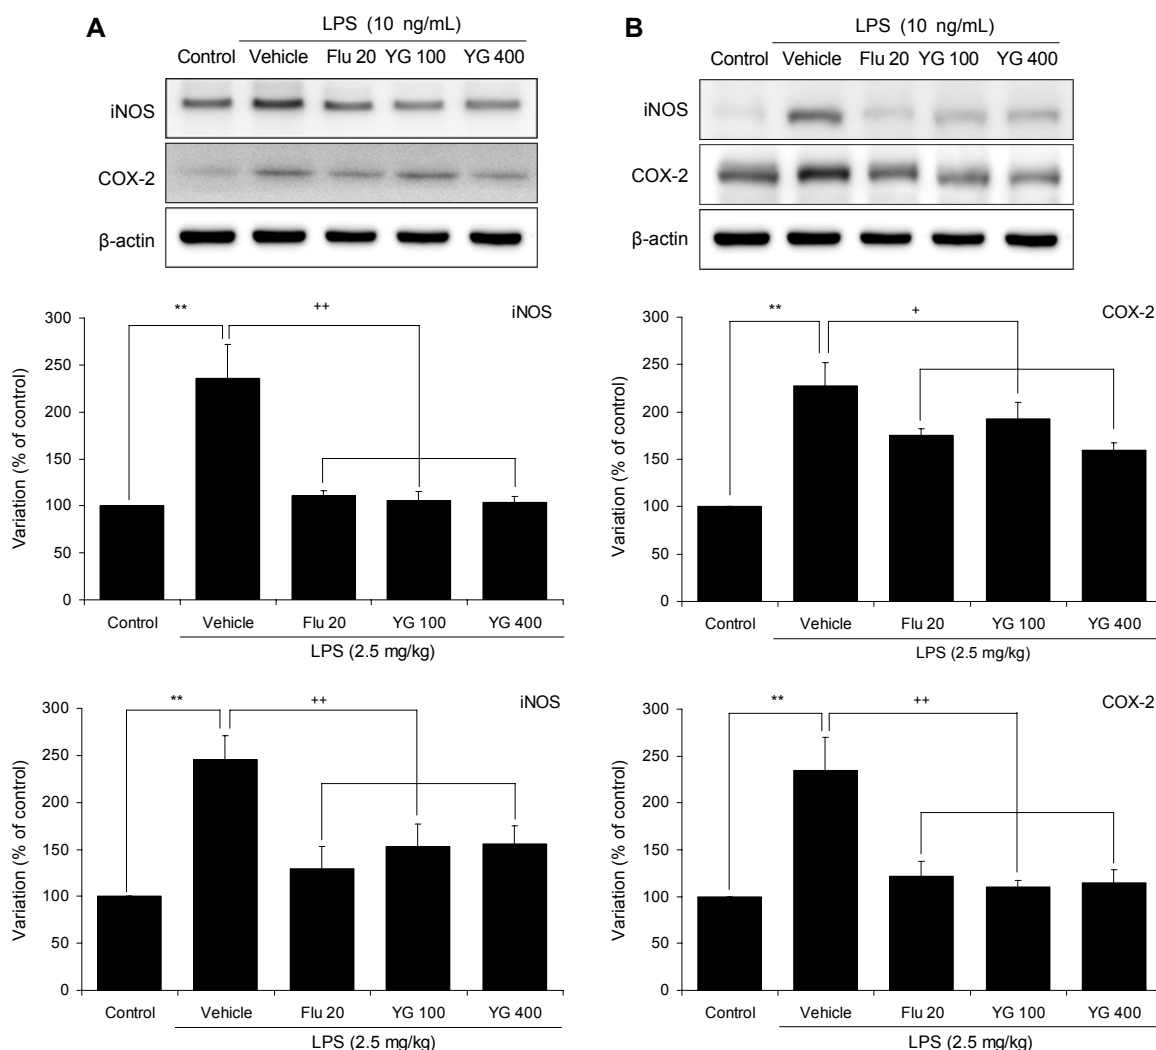 A
LPS (10 ng/mL)
Control Vehicle Flu 20 YG 100 YG 400
iNOS
COX-2
β-actin
B
LPS (10 ng/mL)
Control Vehicle Flu 20 YG 100 YG 400
iNOS
COX-2
β-actin
** ++ iNOS
Variation (% of control)
300
250
200
150
100
50
0
Control Vehicle Flu 20 YG 100 YG 400
LPS (2.5 mg/kg)
** + COX-2
Variation (% of control)
300
250
200
150
100
50
0
Control Vehicle Flu 20 YG 100 YG 400
LPS (2.5 mg/kg)
** ++ iNOS
Variation (% of control)
300
250
200
150
100
50
0
Control Vehicle Flu 20 YG 100 YG 400
LPS (2.5 mg/kg)
** ++ COX-2
Variation (% of control)
300
250
200
150
100
50
0
Control Vehicle Flu 20 YG 100 YG 400
LPS (2.5 mg/kg)